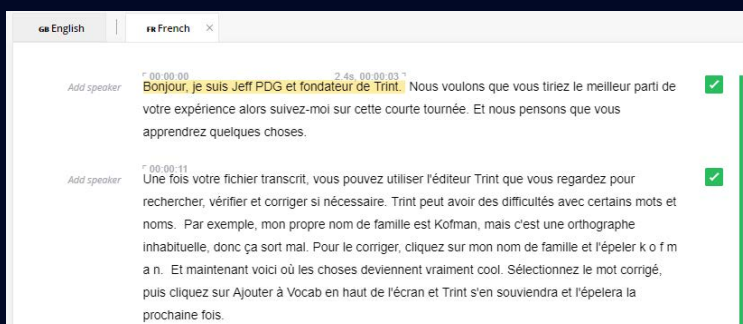 GB English
FR French ×
00:00:00 2.4s, 00:00:03
Add speaker
Bonjour, je suis Jeff PDG et fondateur de Trint. Nous voulons que vous tiriez le meilleur parti de
votre expérience alors suivez-moi sur cette courte tournée. Et nous pensons que vous
apprendrez quelques choses.
00:00:11
Add speaker
Une fois votre fichier transcrit, vous pouvez utiliser l'éditeur Trint que vous regardez pour
rechercher, vérifier et corriger si nécessaire. Trint peut avoir des difficultés avec certains mots et
noms. Par exemple, mon propre nom de famille est Kofman, mais c'est une orthographe
inhabituelle, donc ça sort mal. Pour le corriger, cliquez sur mon nom de famille et l'épeler k o f m
a n. Et maintenant voici où les choses deviennent vraiment cool. Sélectionnez le mot corrigé,
puis cliquez sur Ajouter à Vocab en haut de l'écran et Trint s'en souviendra et l'épelera la
prochaine fois.